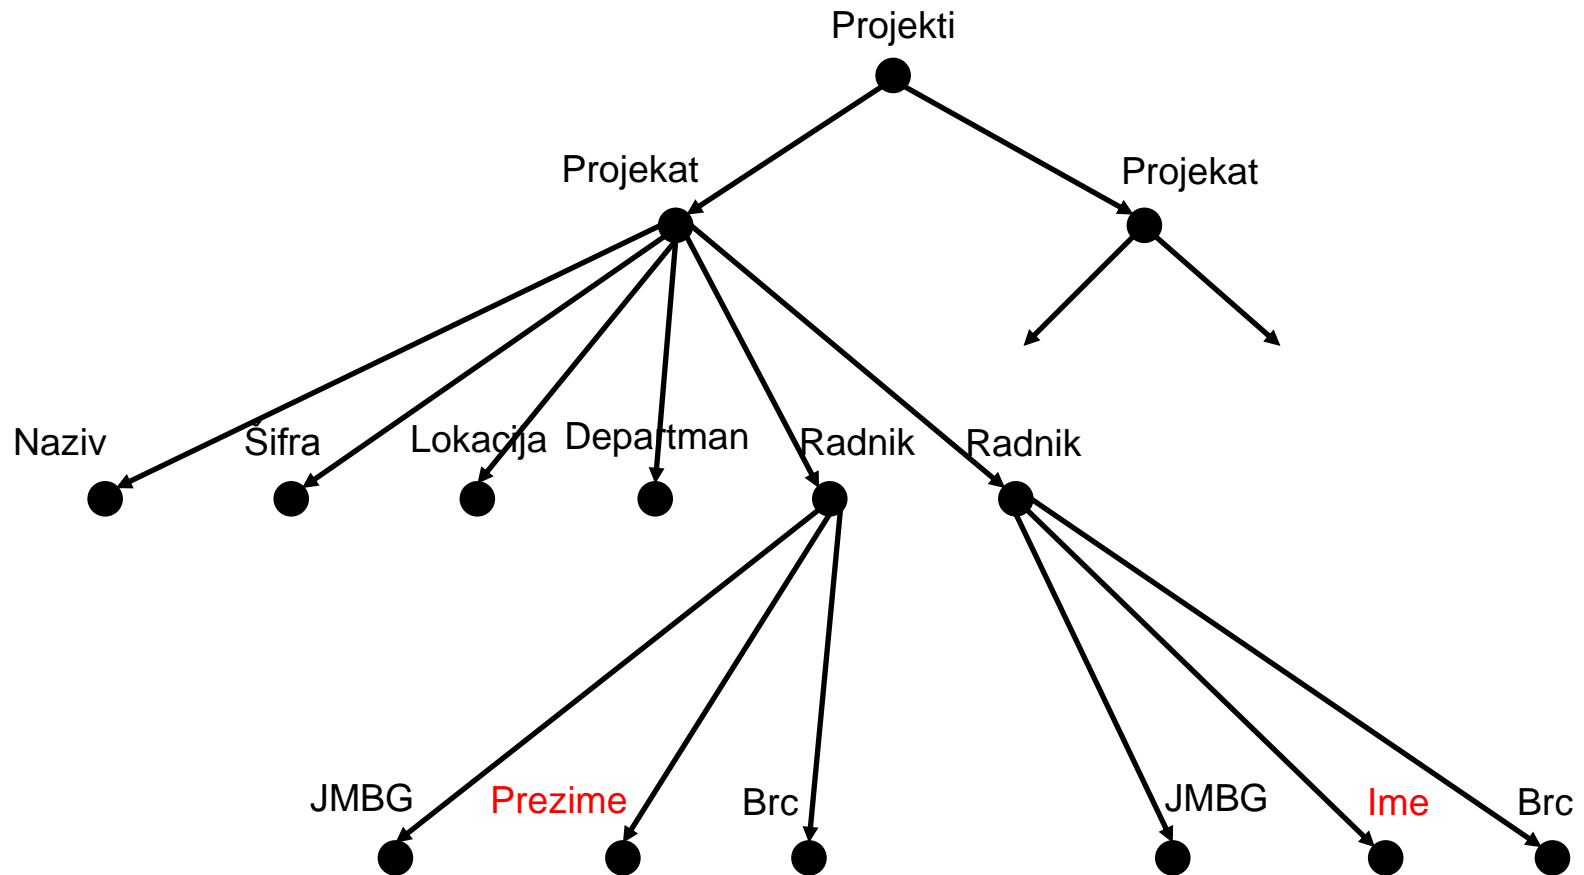 Projekti
Projekat
Projekat
Naziv
Šifra
Lokacija
Departman
Radnik
Radnik
JMBG
Prezime
Brc
JMBG
Ime
Brc